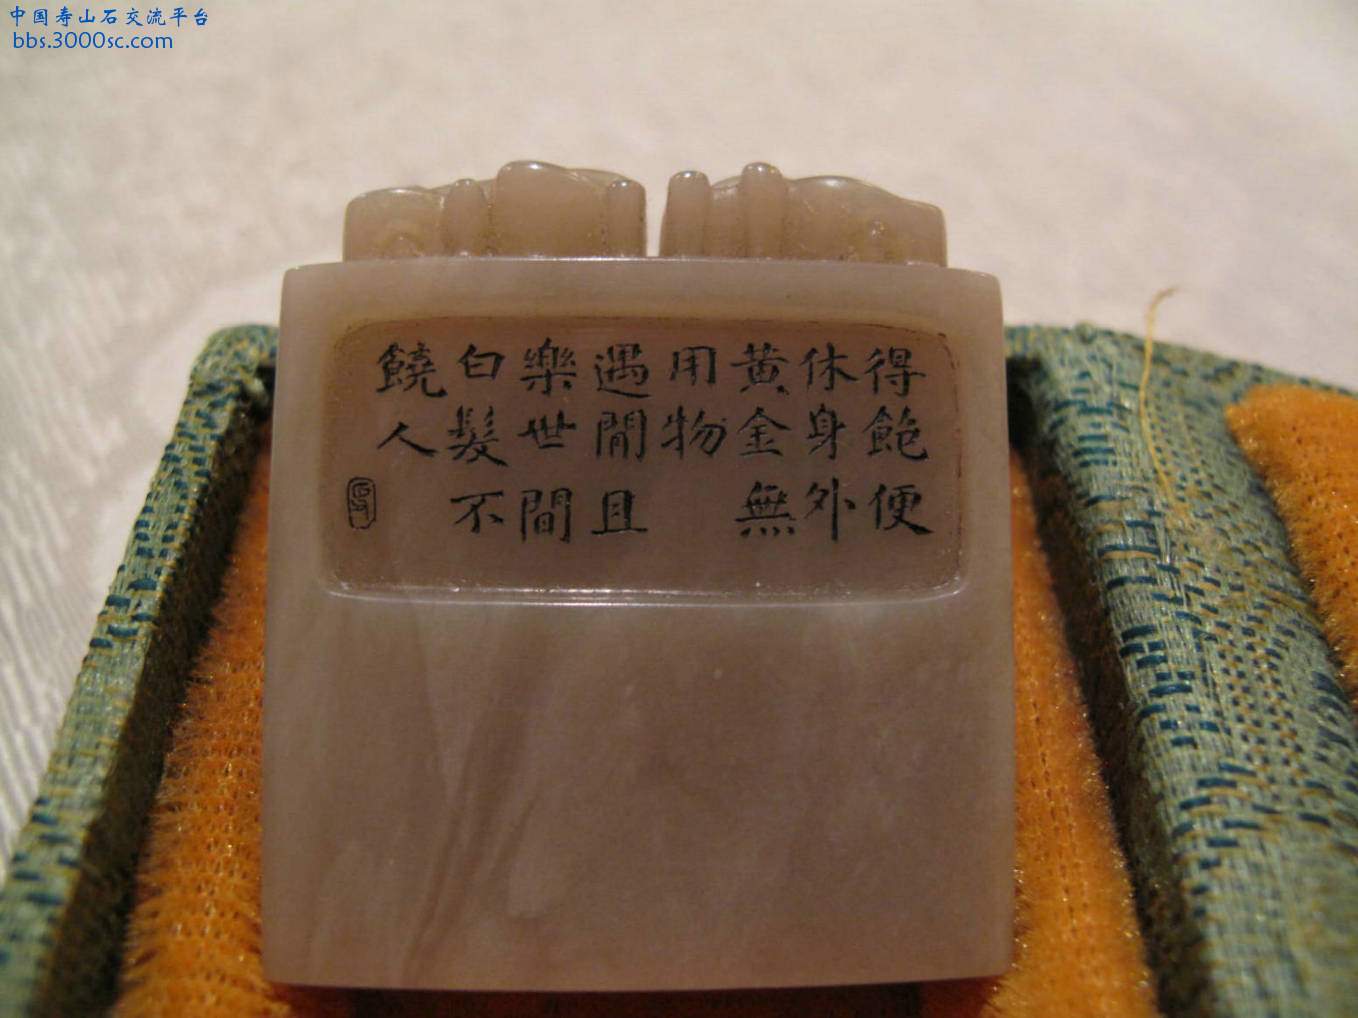 中国寿山石交流平台
bbs.3000sc.com
得飽便
休身外
黃金無
用物
遇閒且
樂世間
白髮不
饒人